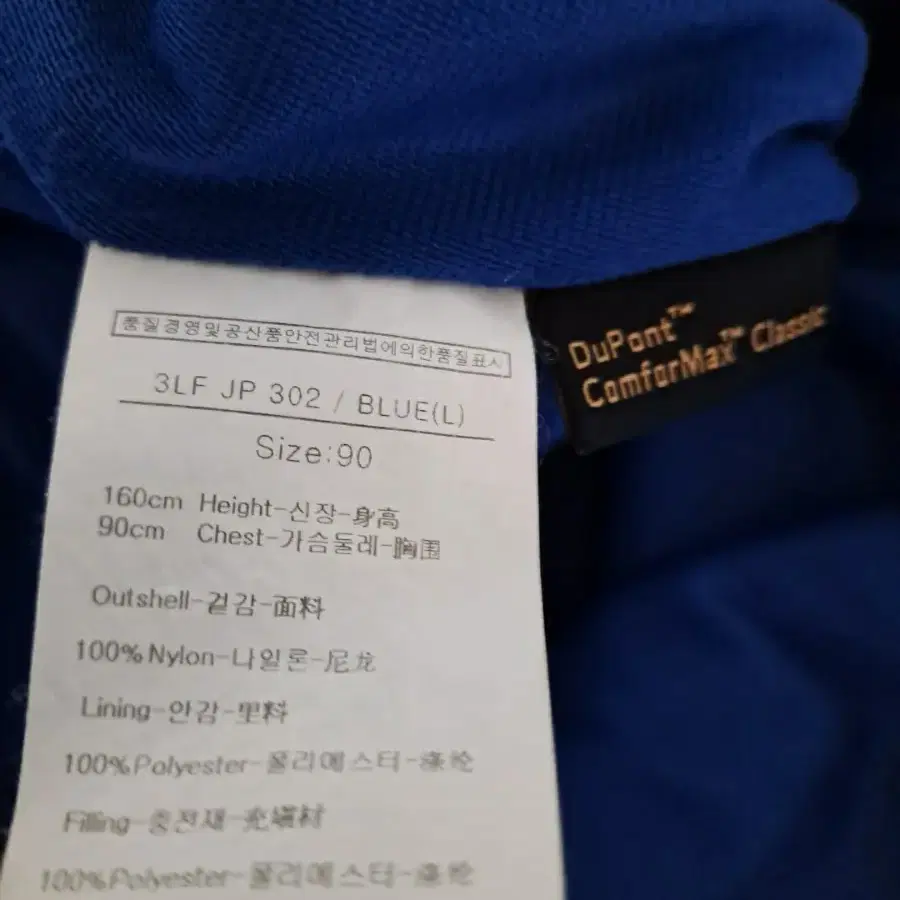 품질경영및공산품안전관리법에의한품질표시
3LF JP 302 / BLUE(L)
Size:90
160cm Height-신장-身高
90cm Chest-가슴둘레-胸围
Outshell-겉감-面料
100%Nylon-나일론-尼龙
Lining-안감-里料
100%Polyester-폴리에스터-涤纶
Filling-충전재-充填材
100%Polyester-폴리에스터-涤纶
DuPont™
ComforMax™ Classic